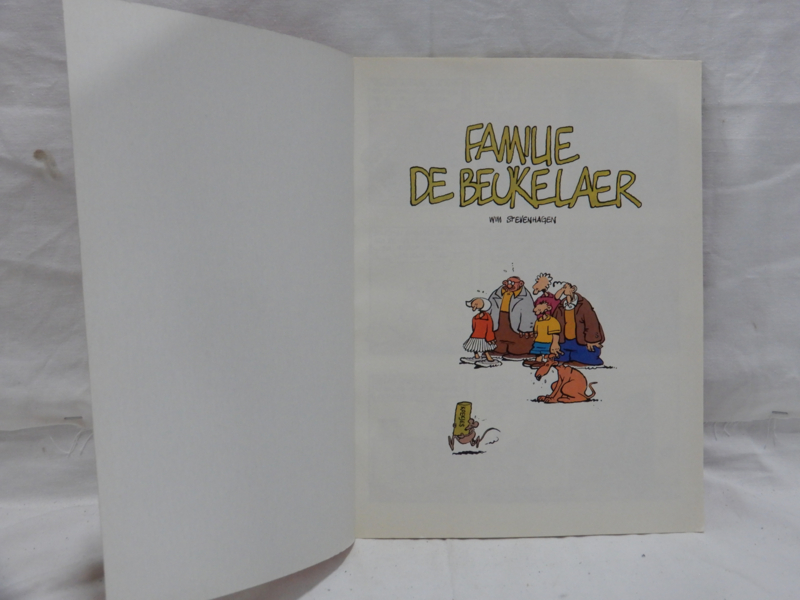 FAMILIE
DE BEUKELAER
WIM STEVENHAGEN